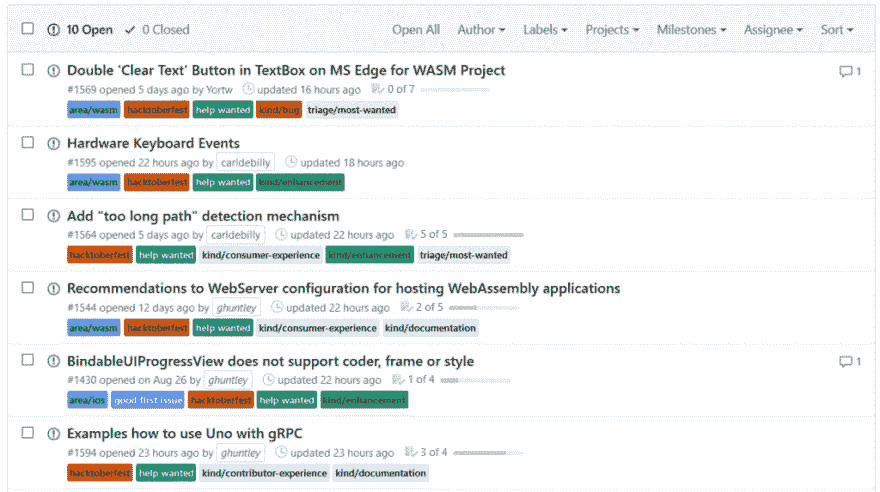 10 Open 0 Closed Open All Author Labels Projects Milestones Assignee Sort
Double 'Clear Text' Button in TextBox on MS Edge for WASM Project 1
#1569 opened 5 days ago by Yortw updated 16 hours ago 0 of 7
area/wasm hacktoberfest help wanted kind/bug triage/most-wanted
Hardware Keyboard Events
#1595 opened 22 hours ago by carldebilly updated 18 hours ago
area/wasm hacktoberfest help wanted kind/enhancement
Add "too long path" detection mechanism
#1564 opened 5 days ago by carldebilly updated 22 hours ago 5 of 5
hacktoberfest help wanted kind/consumer-experience kind/enhancement triage/most-wanted
Recommendations to WebServer configuration for hosting WebAssembly applications
#1544 opened 12 days ago by ghuntley updated 22 hours ago 2 of 5
area/wasm hacktoberfest help wanted kind/consumer-experience kind/documentation
BindableUIProgressView does not support coder, frame or style 1
#1430 opened on Aug 26 by ghuntley updated 22 hours ago 1 of 4
area/ios good first issue hacktoberfest help wanted kind/enhancement
Examples how to use Uno with gRPC
#1594 opened 23 hours ago by ghuntley updated 23 hours ago 3 of 4
hacktoberfest help wanted kind/contributor-experience kind/documentation